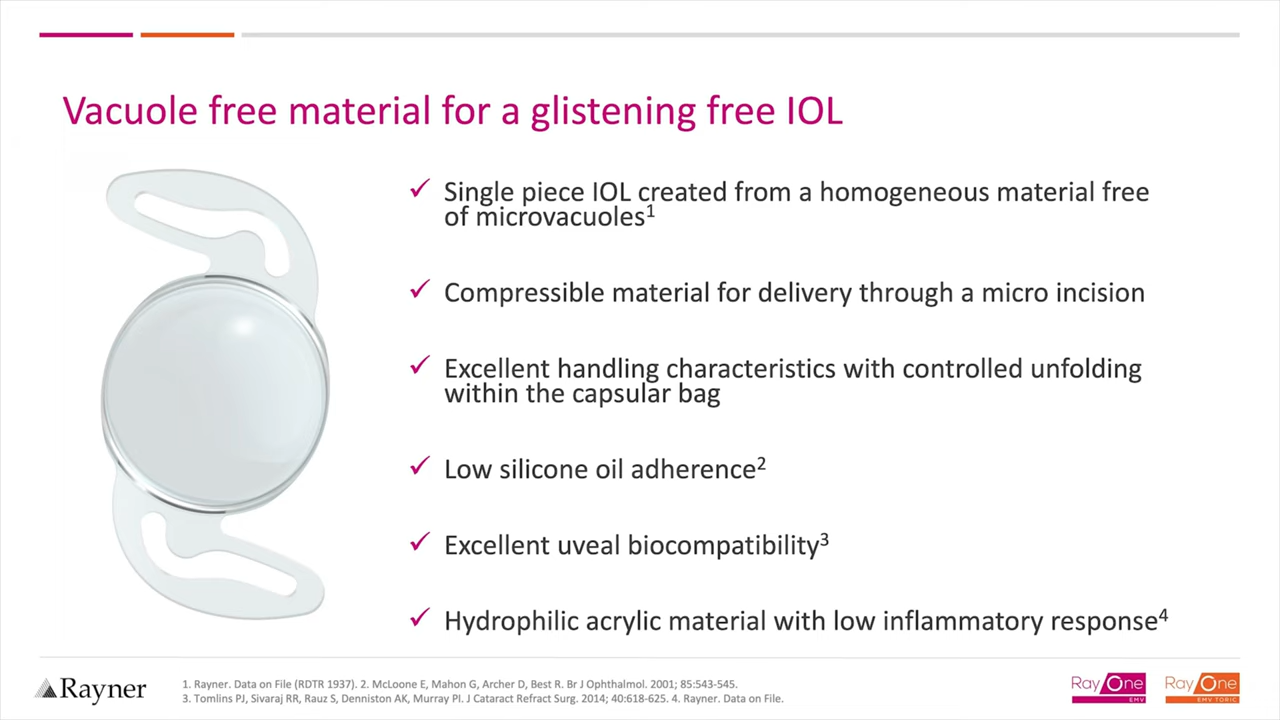 Vacuole free material for a glistening free IOL
✓ Single piece IOL created from a homogeneous material free
of microvacuoles¹
✓ Compressible material for delivery through a micro incision
✓ Excellent handling characteristics with controlled unfolding
within the capsular bag
✓ Low silicone oil adherence²
✓ Excellent uveal biocompatibility³
✓ Hydrophilic acrylic material with low inflammatory response⁴
Rayner
1. Rayner. Data on File (RDTR 1937). 2. McLoone E, Mahon G, Archer D, Best R. Br J Ophthalmol. 2001; 85:543-545.
3. Tomlins PJ, Sivaraj RR, Rauz S, Denniston AK, Murray PI. J Cataract Refract Surg. 2014; 40:618-625. 4. Rayner. Data on File.
RayOne
EMV
RayOne
EMV TORIC